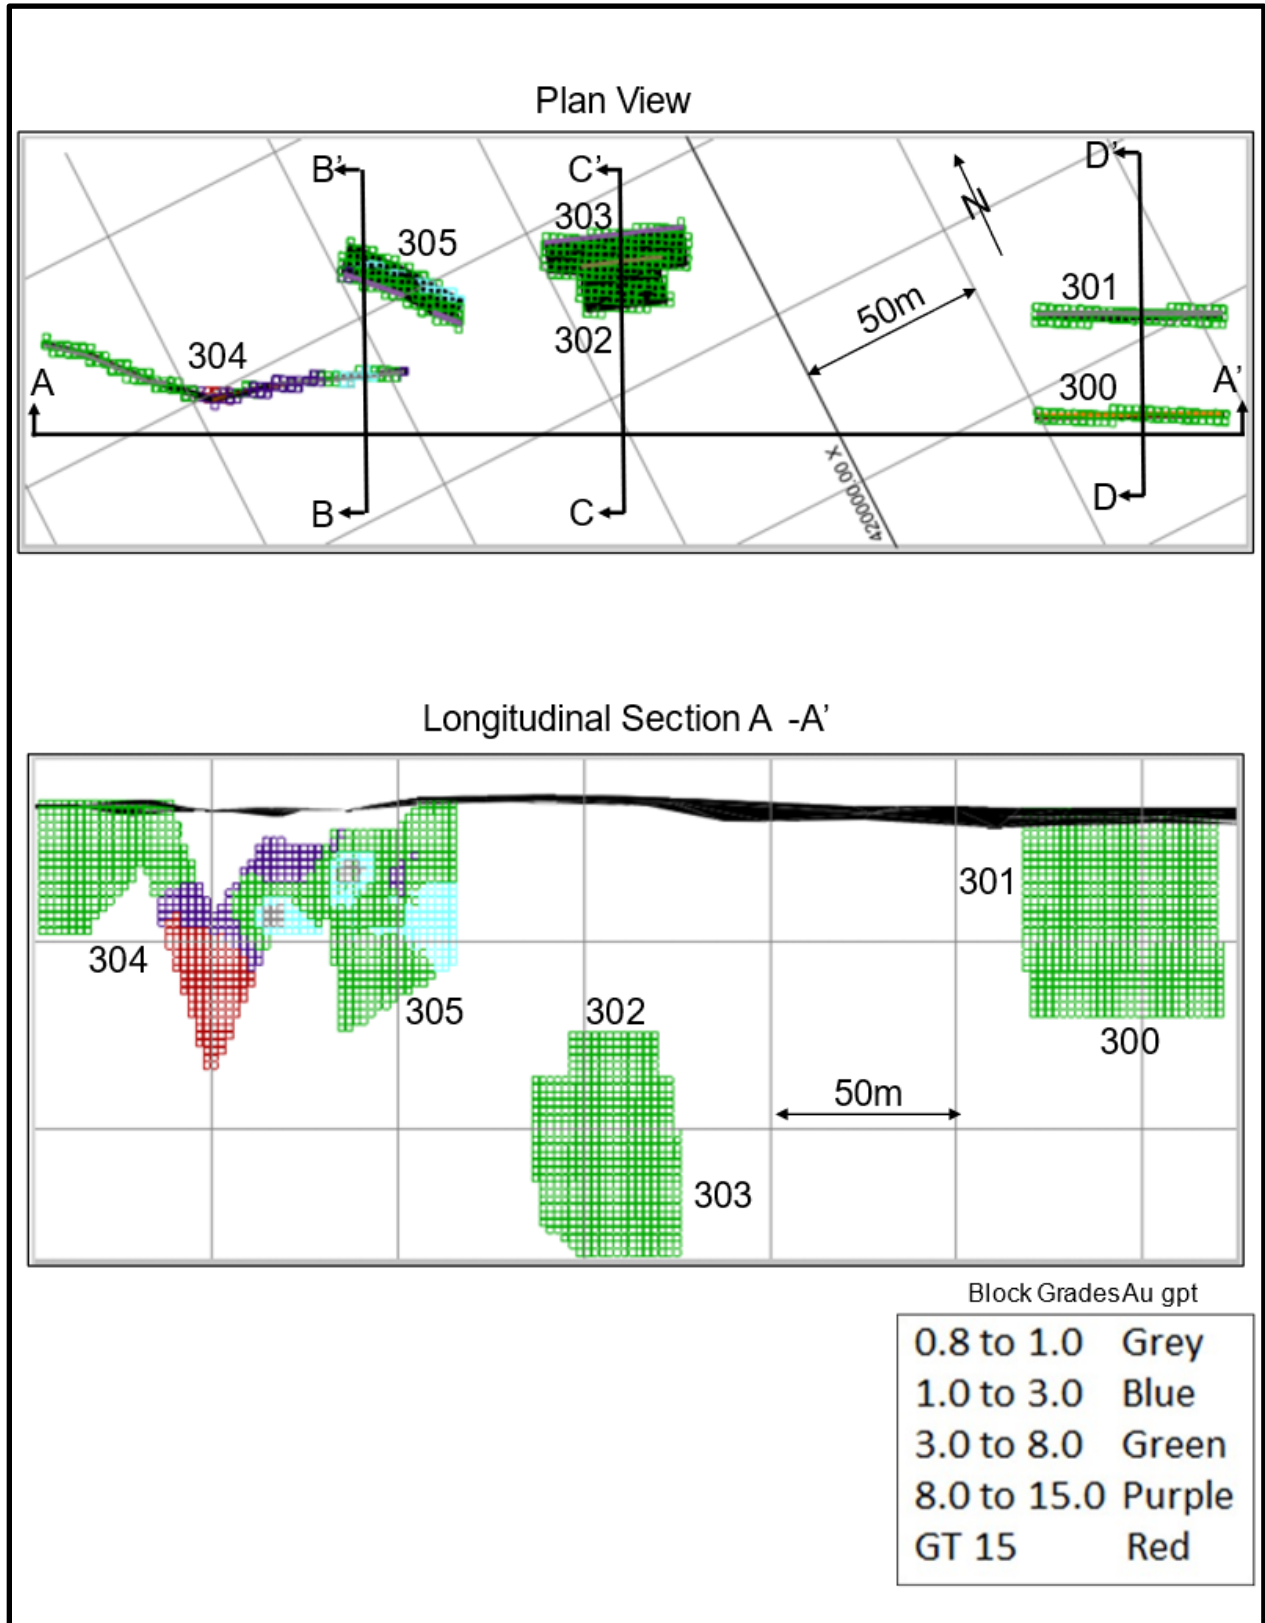 Plan View
B’
C’
D’
303
305
N
301
50m
302
304
300
A
A’
420000.00 X
B
C
D
Longitudinal Section A -A’
301
304
302
305
300
50m
303
Block Grades Au gpt
0.8 to 1.0 Grey
1.0 to 3.0 Blue
3.0 to 8.0 Green
8.0 to 15.0 Purple
GT 15 Red